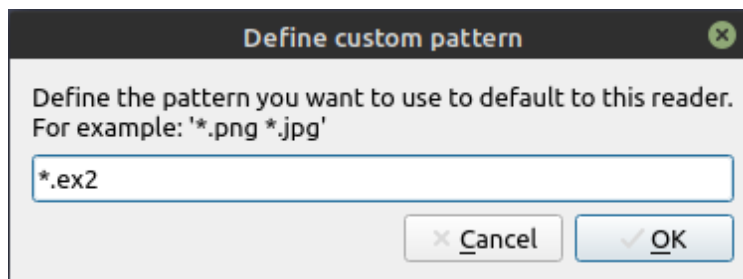 Define custom pattern
Define the pattern you want to use to default to this reader.
For example: '*.png *.jpg'
*.ex2
Cancel OK